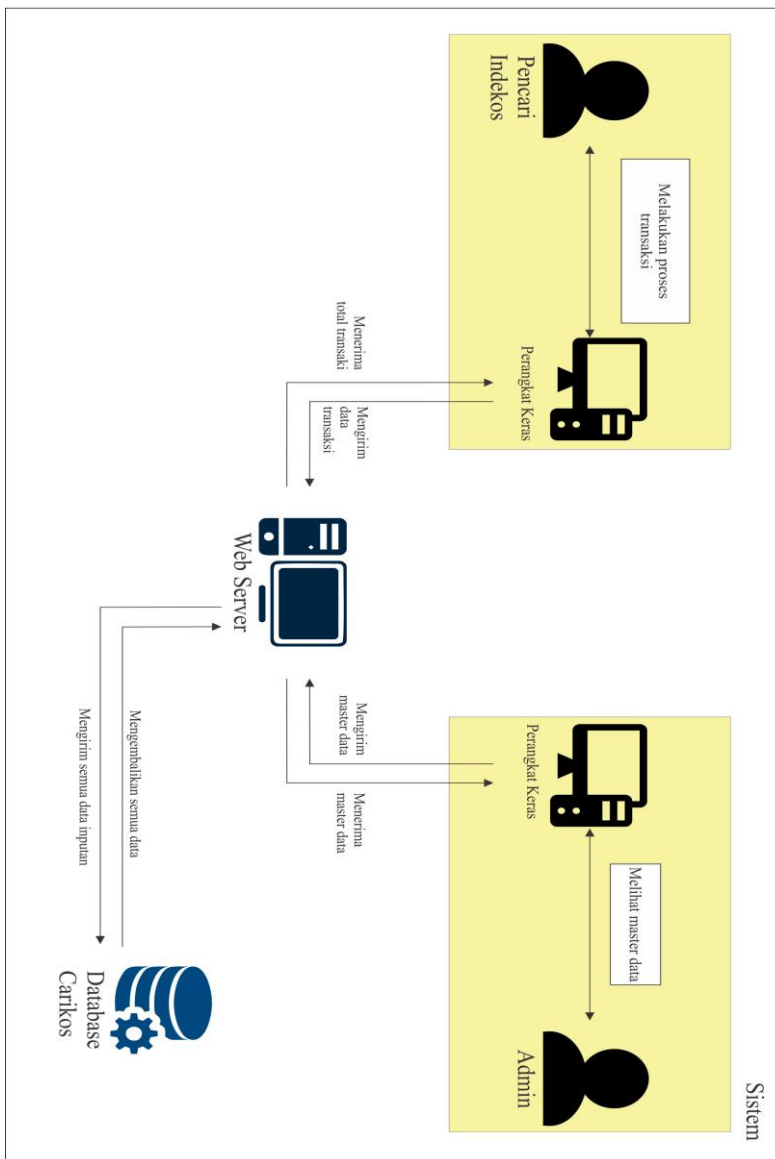 Sistem
Pencari
Indekos
Melakukan proses
transaksi
Perangkat Keras
Perangkat Keras
Melihat master data
Admin
Menerima
total transaki
Mengirim
data
transaksi
Web Server
Mengirim
master data
Menerima
master data
Mengembalikan semua data
Mengirim semua data inputan
Database
Carikos